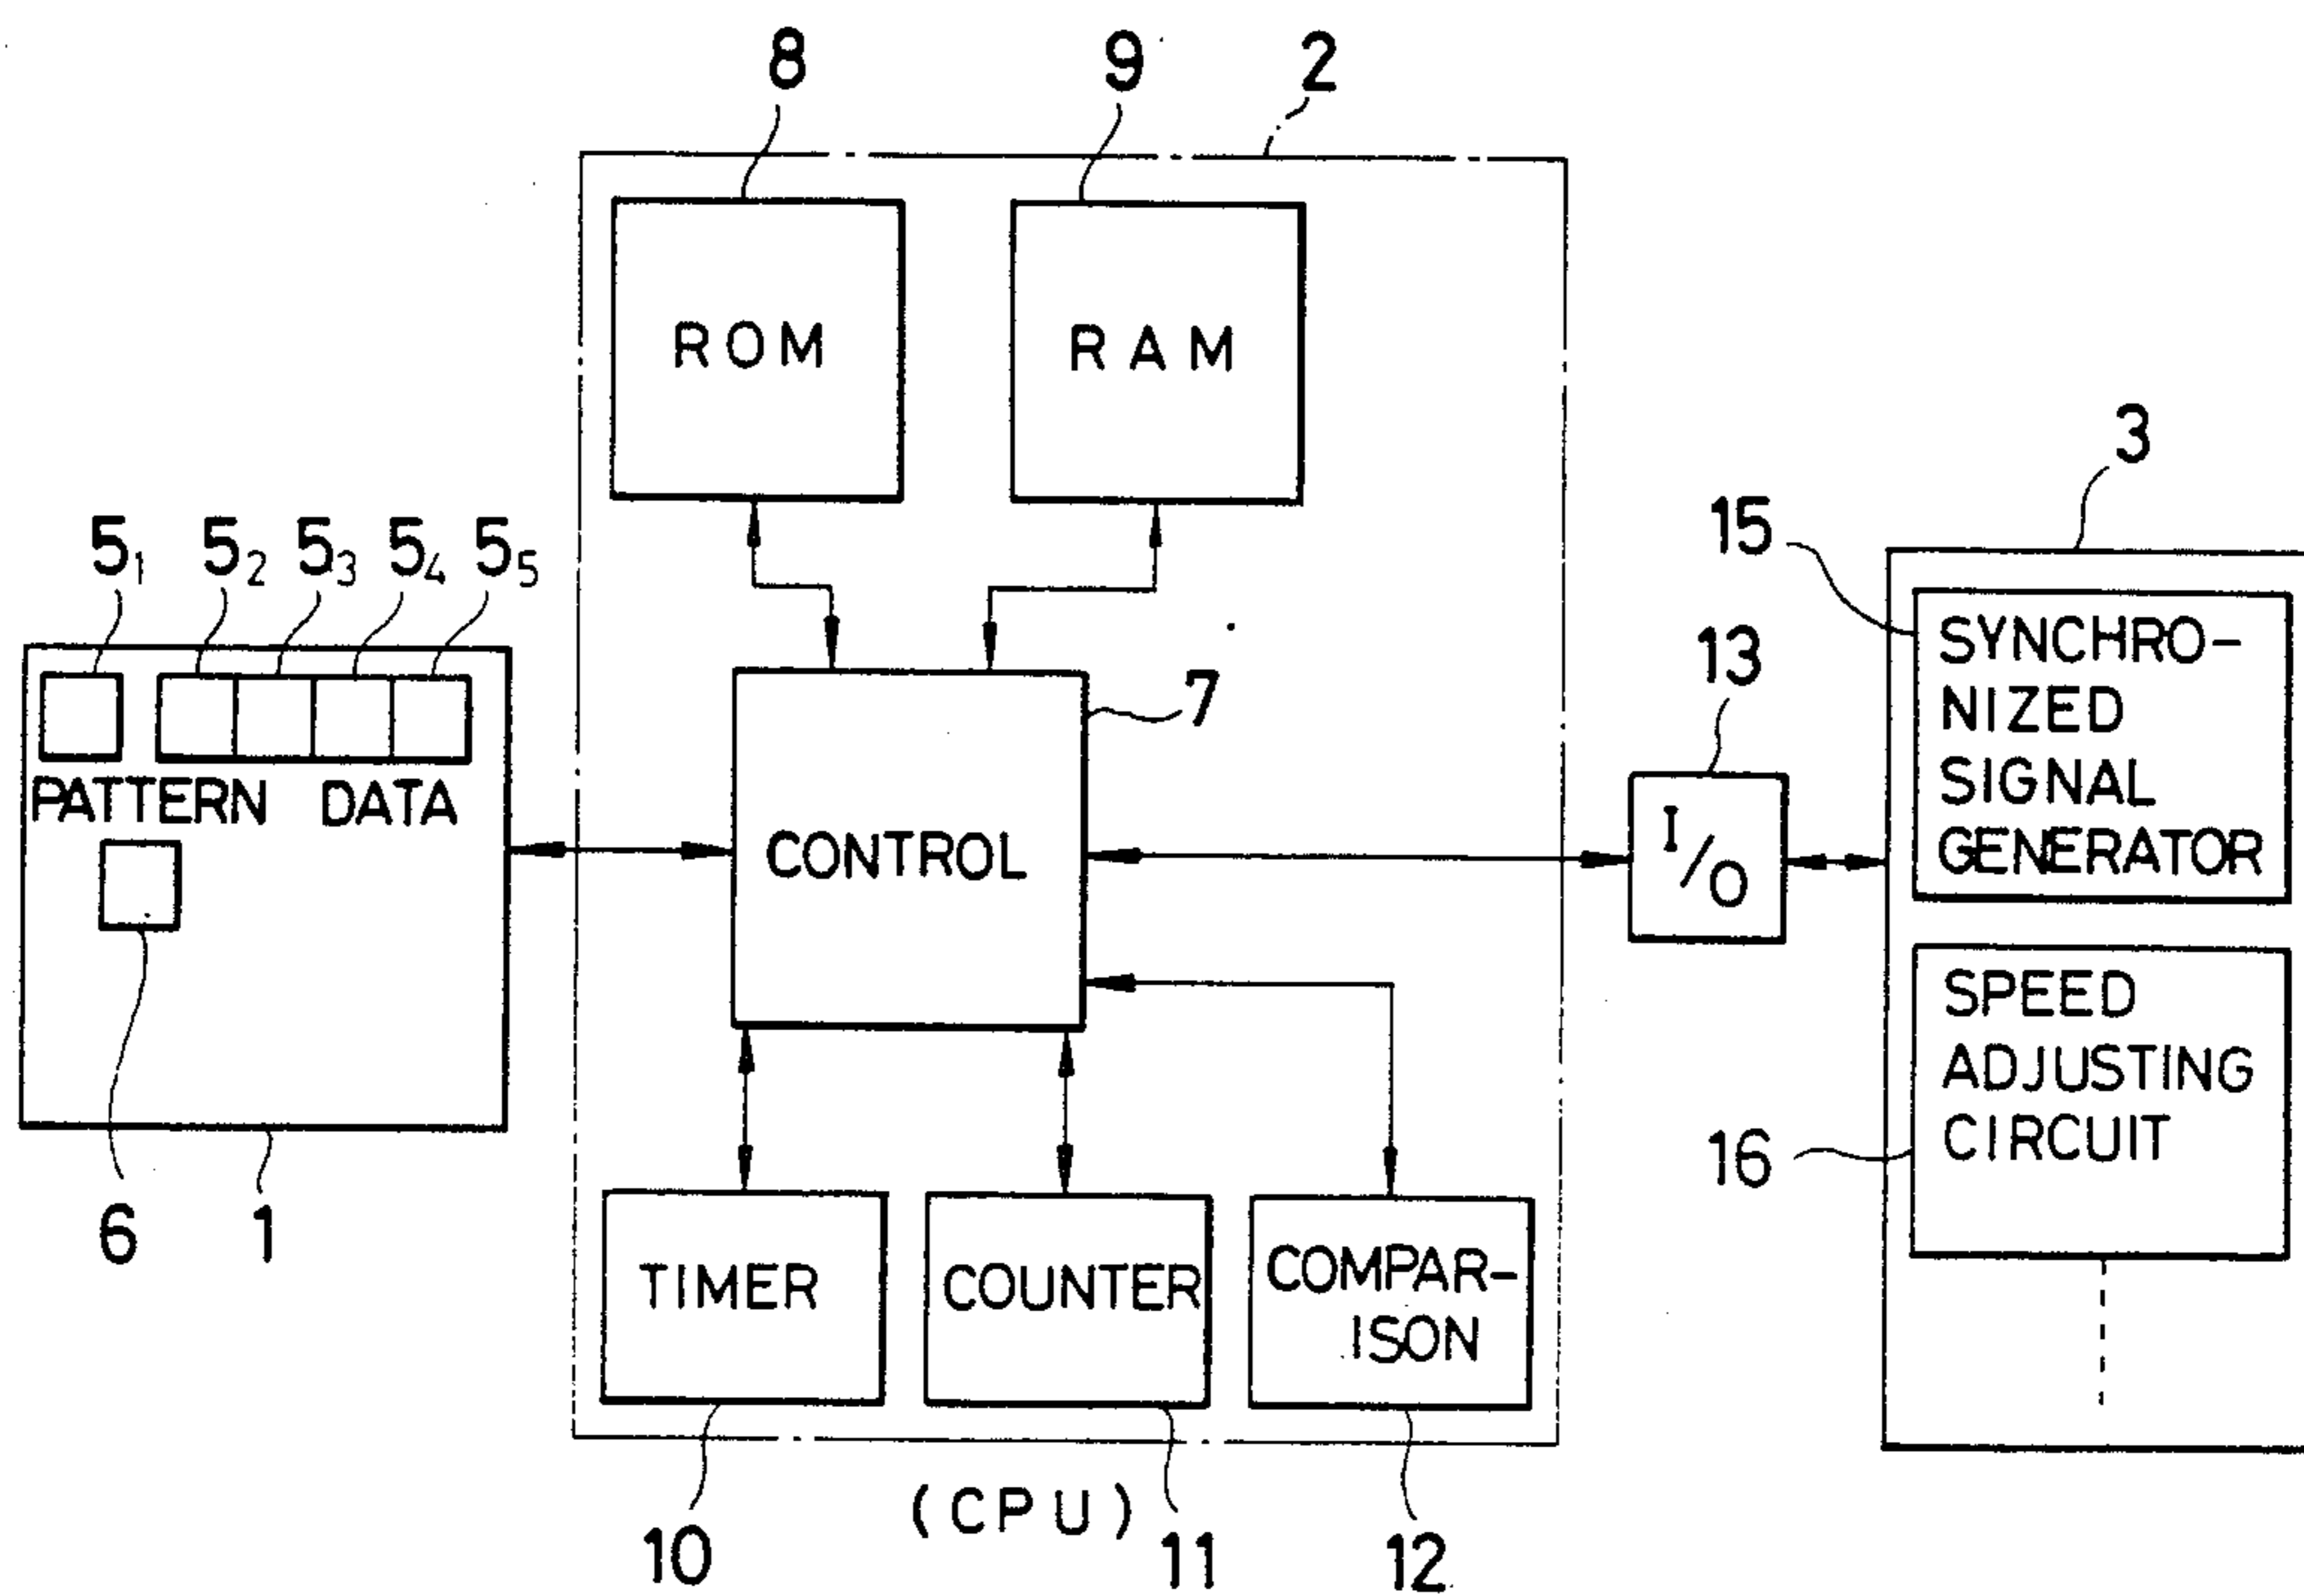 8 9 2
ROM RAM
3
5₁ 5₂ 5₃ 5₄ 5₅
15
SYNCHRO-
NIZED
SIGNAL
GENERATOR
13
7
PATTERN DATA
CONTROL
I/O
SPEED
ADJUSTING
CIRCUIT
16
6 1
TIMER
COUNTER
COMPAR-
ISON
(CPU)
10 11 12